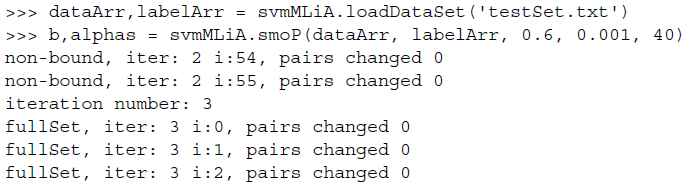 >>> dataArr,labelArr = svmMLiA.loadDataSet('testSet.txt')
>>> b,alphas = svmMLiA.smoP(dataArr, labelArr, 0.6, 0.001, 40)
non-bound, iter: 2 i:54, pairs changed 0
non-bound, iter: 2 i:55, pairs changed 0
iteration number: 3
fullSet, iter: 3 i:0, pairs changed 0
fullSet, iter: 3 i:1, pairs changed 0
fullSet, iter: 3 i:2, pairs changed 0